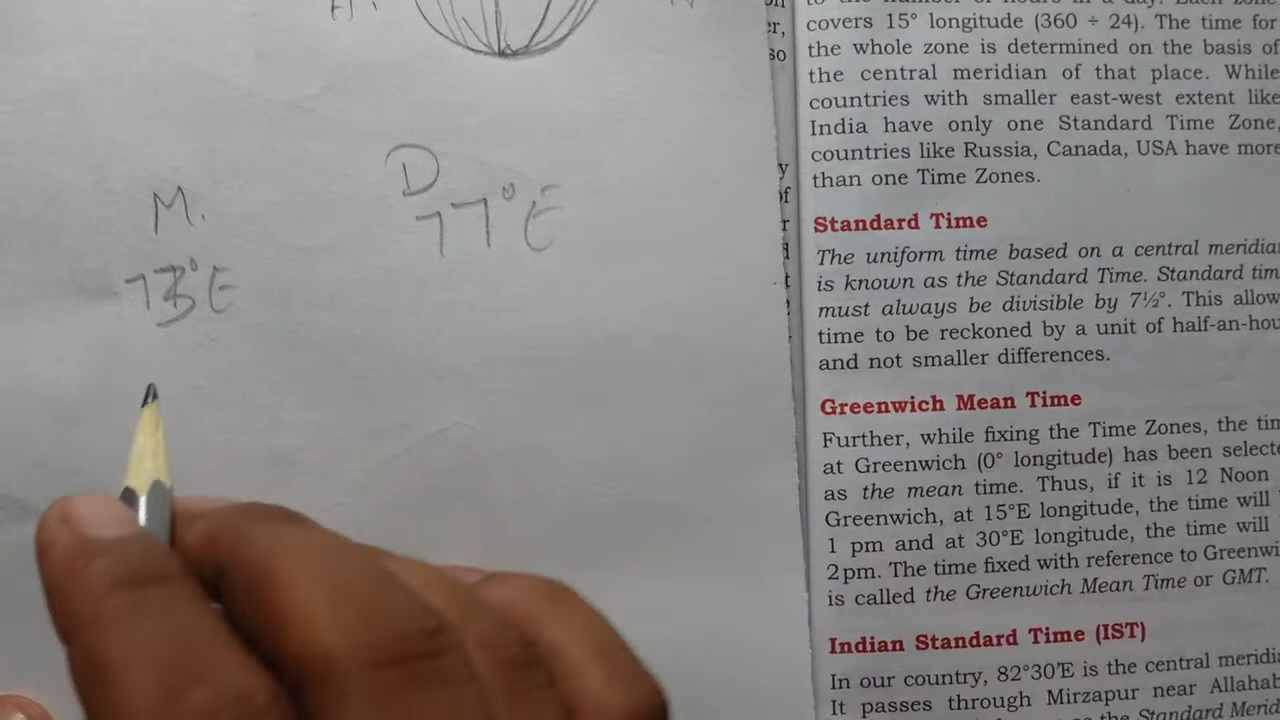 M.
73°E
D
77°E
covers 15° longitude (360 ÷ 24). The time for
the whole zone is determined on the basis of
the central meridian of that place. While
countries with smaller east-west extent like
India have only one Standard Time Zone,
countries like Russia, Canada, USA have more
than one Time Zones.
Standard Time
The uniform time based on a central meridian
is known as the Standard Time. Standard tim
must always be divisible by 7½°. This allow
time to be reckoned by a unit of half-an-hou
and not smaller differences.
Greenwich Mean Time
Further, while fixing the Time Zones, the tim
at Greenwich (0° longitude) has been selecte
as the mean time. Thus, if it is 12 Noon
Greenwich, at 15°E longitude, the time will
1 pm and at 30°E longitude, the time will
2 pm. The time fixed with reference to Greenwi
is called the Greenwich Mean Time or GMT.
Indian Standard Time (IST)
In our country, 82°30'E is the central meridia
It passes through Mirzapur near Allahab
the Standard Merid